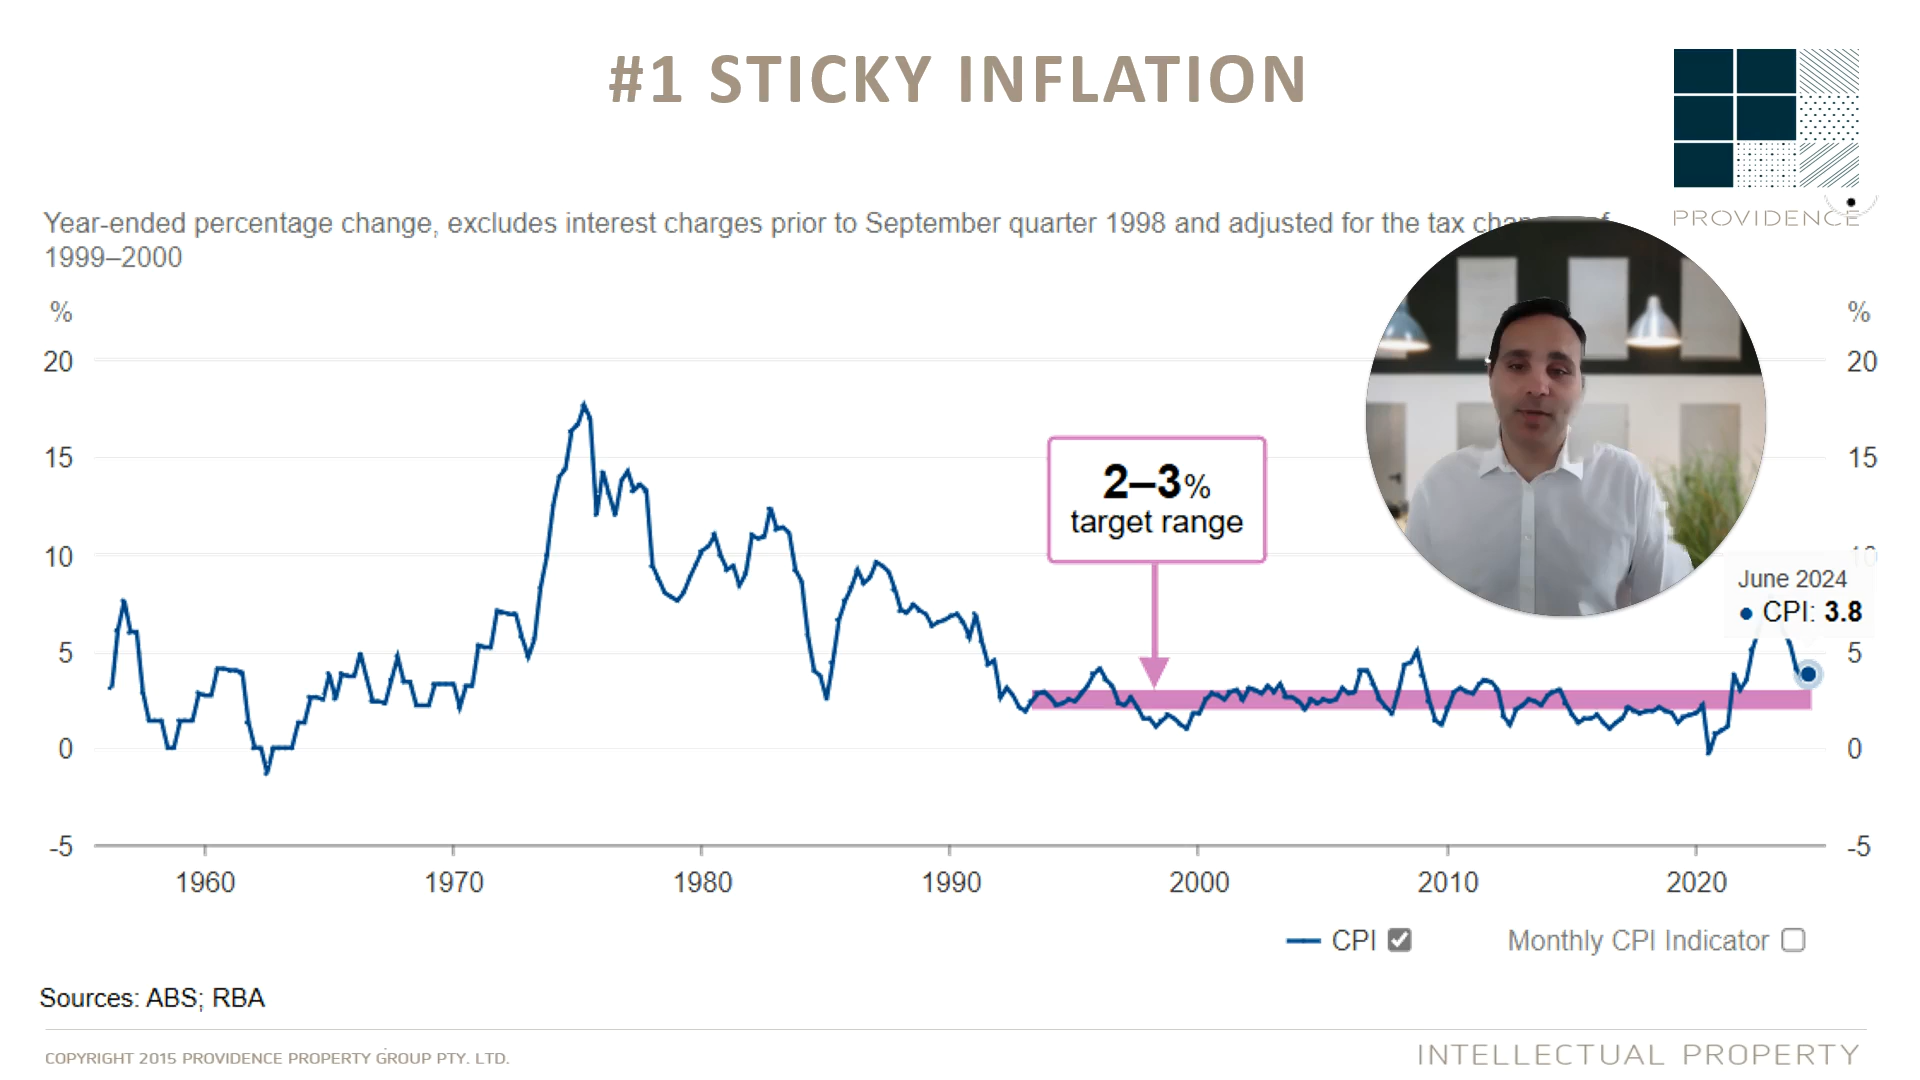 #1 STICKY INFLATION
PROVIDENCE
Year-ended percentage change, excludes interest charges prior to September quarter 1998 and adjusted for the tax
1999–2000
% %
20 20
15 15
2–3%
target range
10 10
June 2024
CPI: 3.8
5 5
0 0
-5 -5
1960 1970 1980 1990 2000 2010 2020
CPI Monthly CPI Indicator
Sources: ABS; RBA
COPYRIGHT 2015 PROVIDENCE PROPERTY GROUP PTY. LTD.
INTELLECTUAL PROPERTY